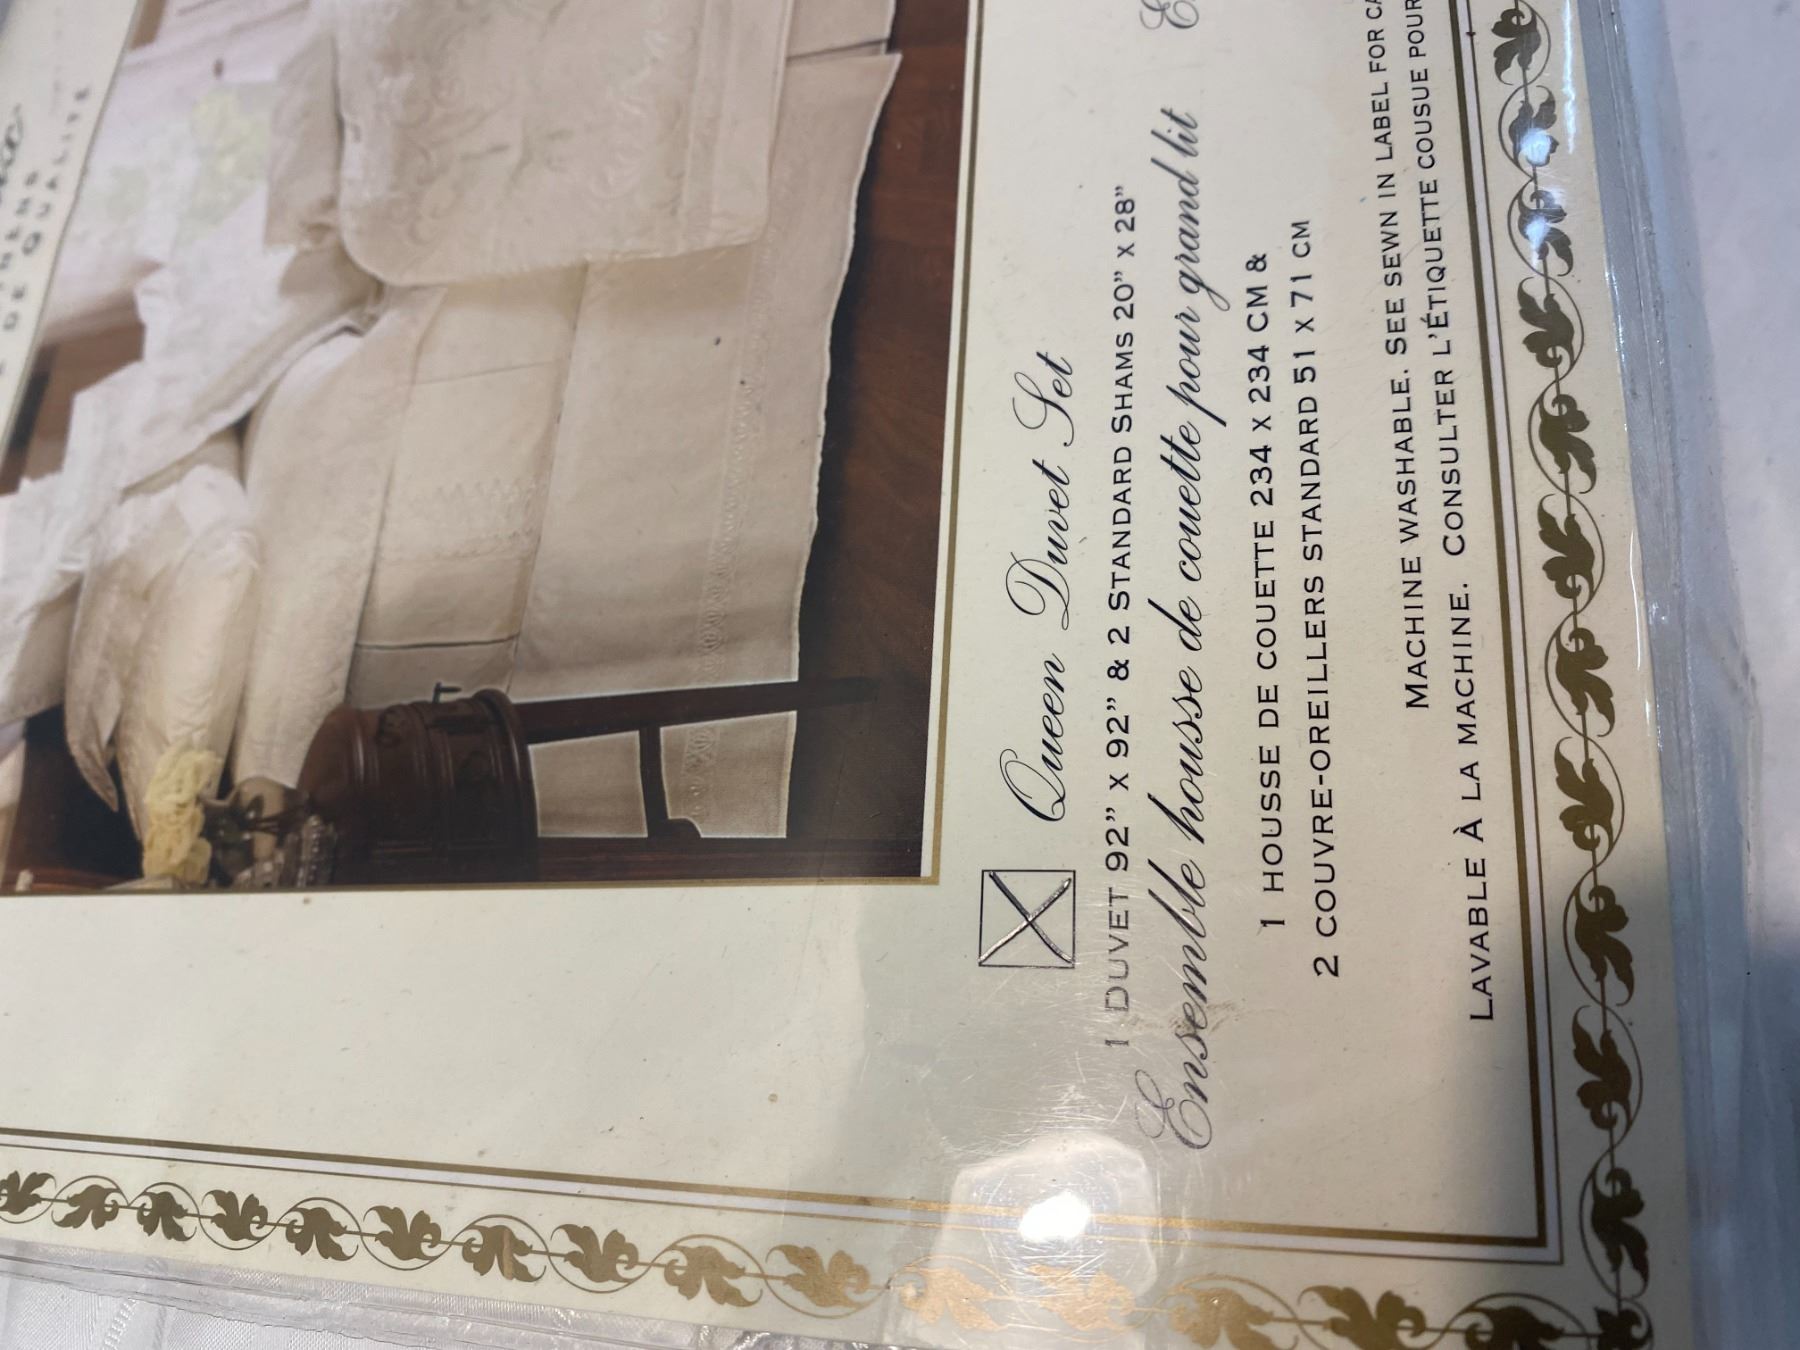 DE QUALITÉ
Queen Duvet Set
1 DUVET 92” X 92” & 2 STANDARD SHAMS 20” X 28”
Ensemble housse de couette pour grand lit
1 HOUSSE DE COUETTE 234 X 234 CM &
2 COUVRE-OREILLERS STANDARD 51 X 71 CM
MACHINE WASHABLE. SEE SEWN IN LABEL FOR
LAVABLE À LA MACHINE. CONSULTER L’ÉTIQUETTE COUSUE POUR